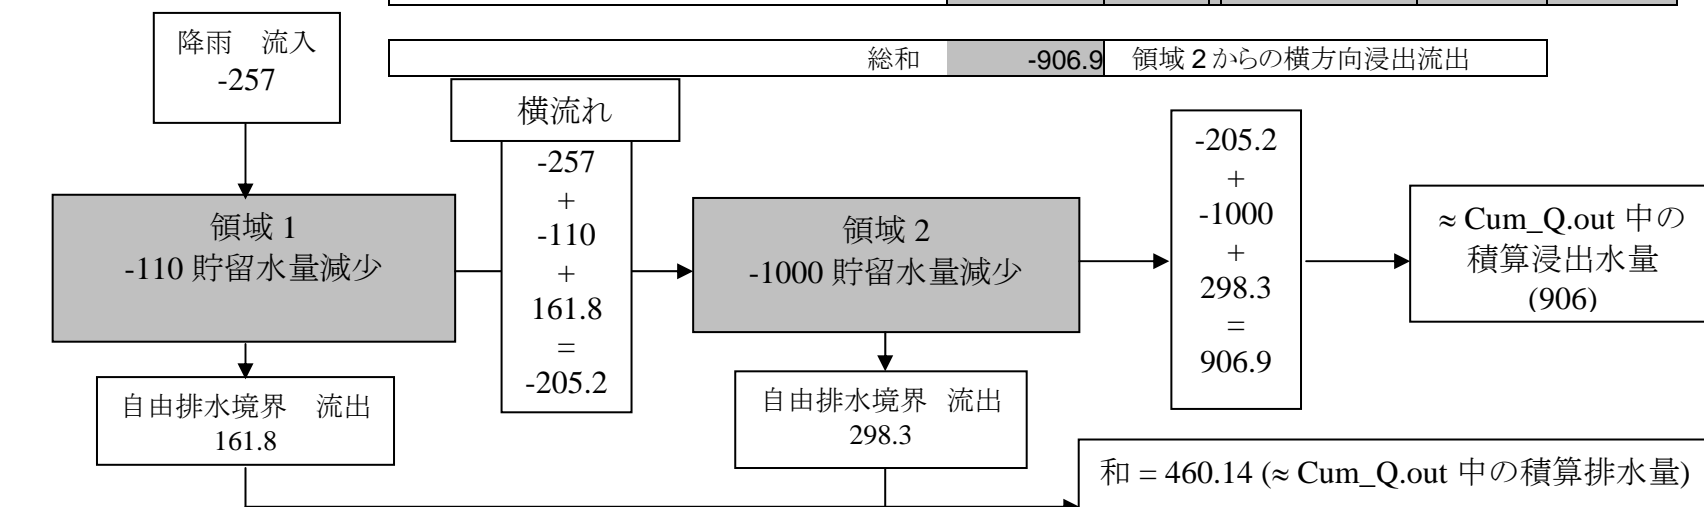 降雨　流入
-257
総和 -906.9 領域 2 からの横方向浸出流出
横流れ
-257
+
-110
+
161.8
=
-205.2
領域 1
-110 貯留水量減少
領域 2
-1000 貯留水量減少
-205.2
+
-1000
+
298.3
=
906.9
≈ Cum_Q.out 中の
積算浸出水量
(906)
自由排水境界　流出
161.8
自由排水境界　流出
298.3
和 = 460.14 (≈ Cum_Q.out 中の積算排水量)